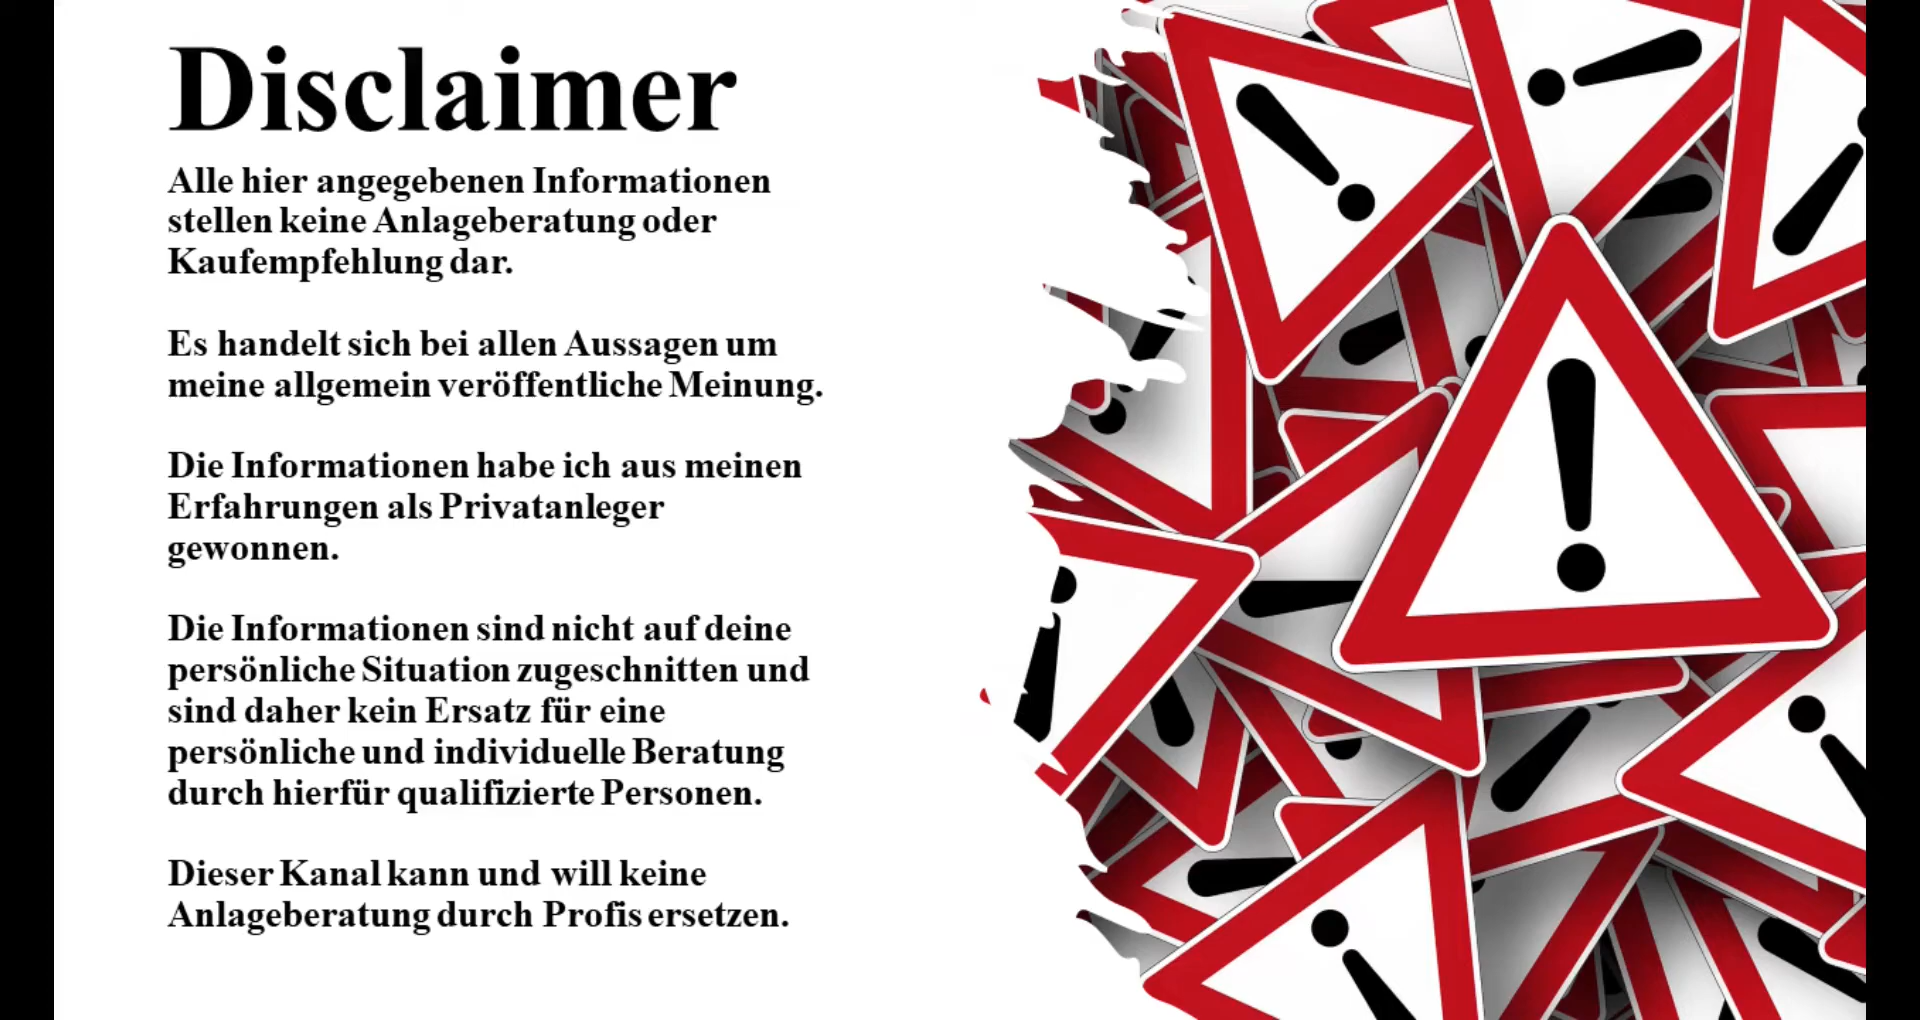 Disclaimer
Alle hier angegebenen Informationen
stellen keine Anlageberatung oder
Kaufempfehlung dar.
Es handelt sich bei allen Aussagen um
meine allgemein veröffentliche Meinung.
Die Informationen habe ich aus meinen
Erfahrungen als Privatanleger
gewonnen.
Die Informationen sind nicht auf deine
persönliche Situation zugeschnitten und
sind daher kein Ersatz für eine
persönliche und individuelle Beratung
durch hierfür qualifizierte Personen.
Dieser Kanal kann und will keine
Anlageberatung durch Profis ersetzen.